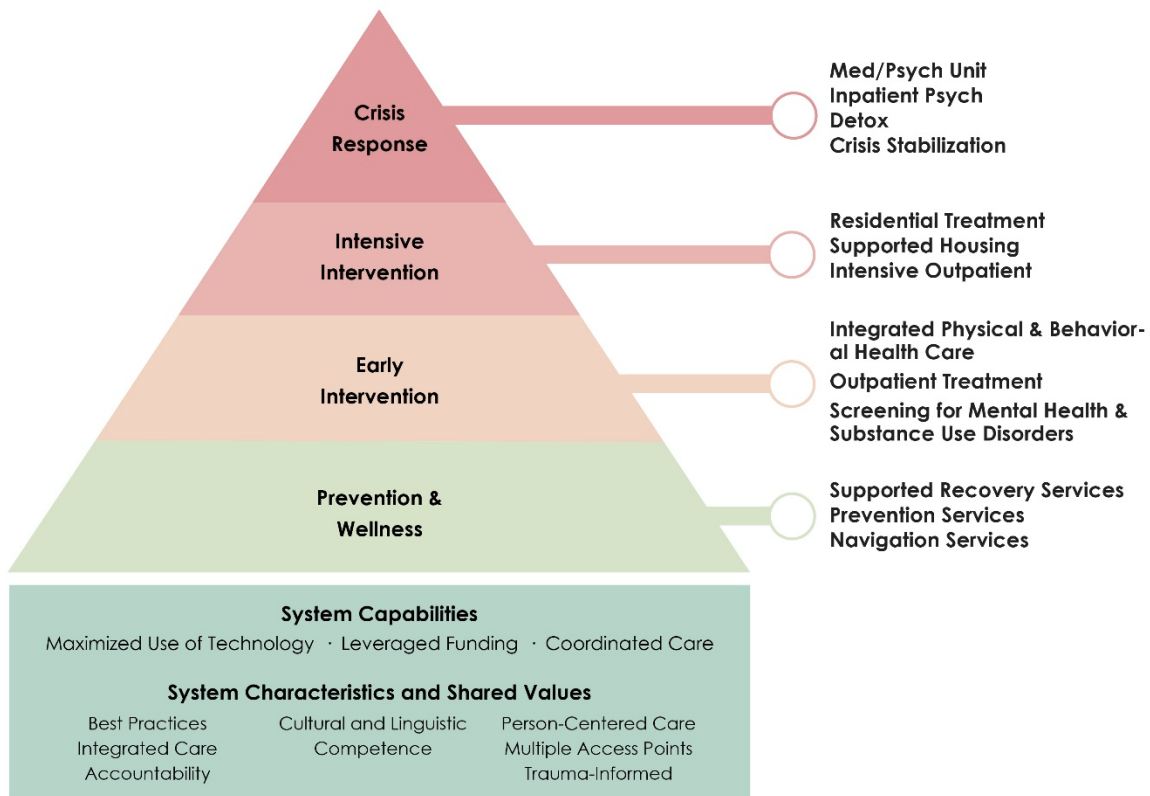 Crisis
Response
Med/Psych Unit
Inpatient Psych
Detox
Crisis Stabilization
Intensive
Intervention
Residential Treatment
Supported Housing
Intensive Outpatient
Early
Intervention
Integrated Physical & Behavior-
al Health Care
Outpatient Treatment
Screening for Mental Health &
Substance Use Disorders
Prevention &
Wellness
Supported Recovery Services
Prevention Services
Navigation Services
System Capabilities
Maximized Use of Technology · Leveraged Funding · Coordinated Care
System Characteristics and Shared Values
Best Practices
Integrated Care
Accountability
Cultural and Linguistic
Competence
Person-Centered Care
Multiple Access Points
Trauma-Informed